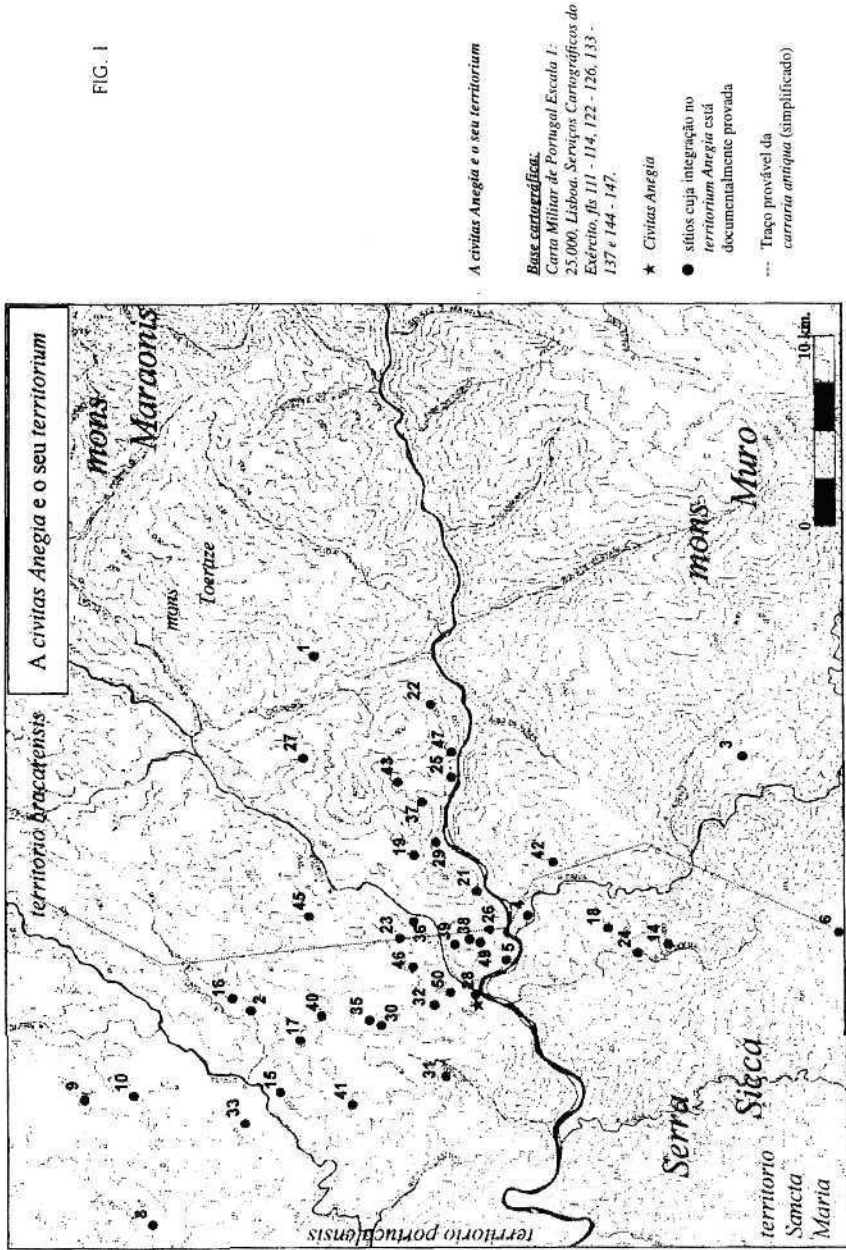 FIG. 1
A civitas Anegia e o seu territorium
territorio bracarensis
mons
Maraonis
mons
Toeraze
1
27
22
43
47
25
37
19
29
21
42
45
23
36
46
39
38
26
49
4
5
16
2
32
50
28
17
40
35
30
31
15
41
33
9
10
8
18
24
14
3
6
mons
Muro
Serra
Sicca
territorio
Sancta
Maria
territorio portucalensis
0
10 km.
A civitas Anegia e o seu territorium
Base cartográfica:
Carta Militar de Portugal Escala 1:
25.000, Lisboa, Serviços Cartográficos do
Exército, fls 111 - 114, 122 - 126, 133 -
137 e 144 - 147.
★ Civitas Anegia
● sítios cuja integração no
territorium Anegia está
documentalmente provada
--- Traço provável da
carraria antiqua (simplificado)